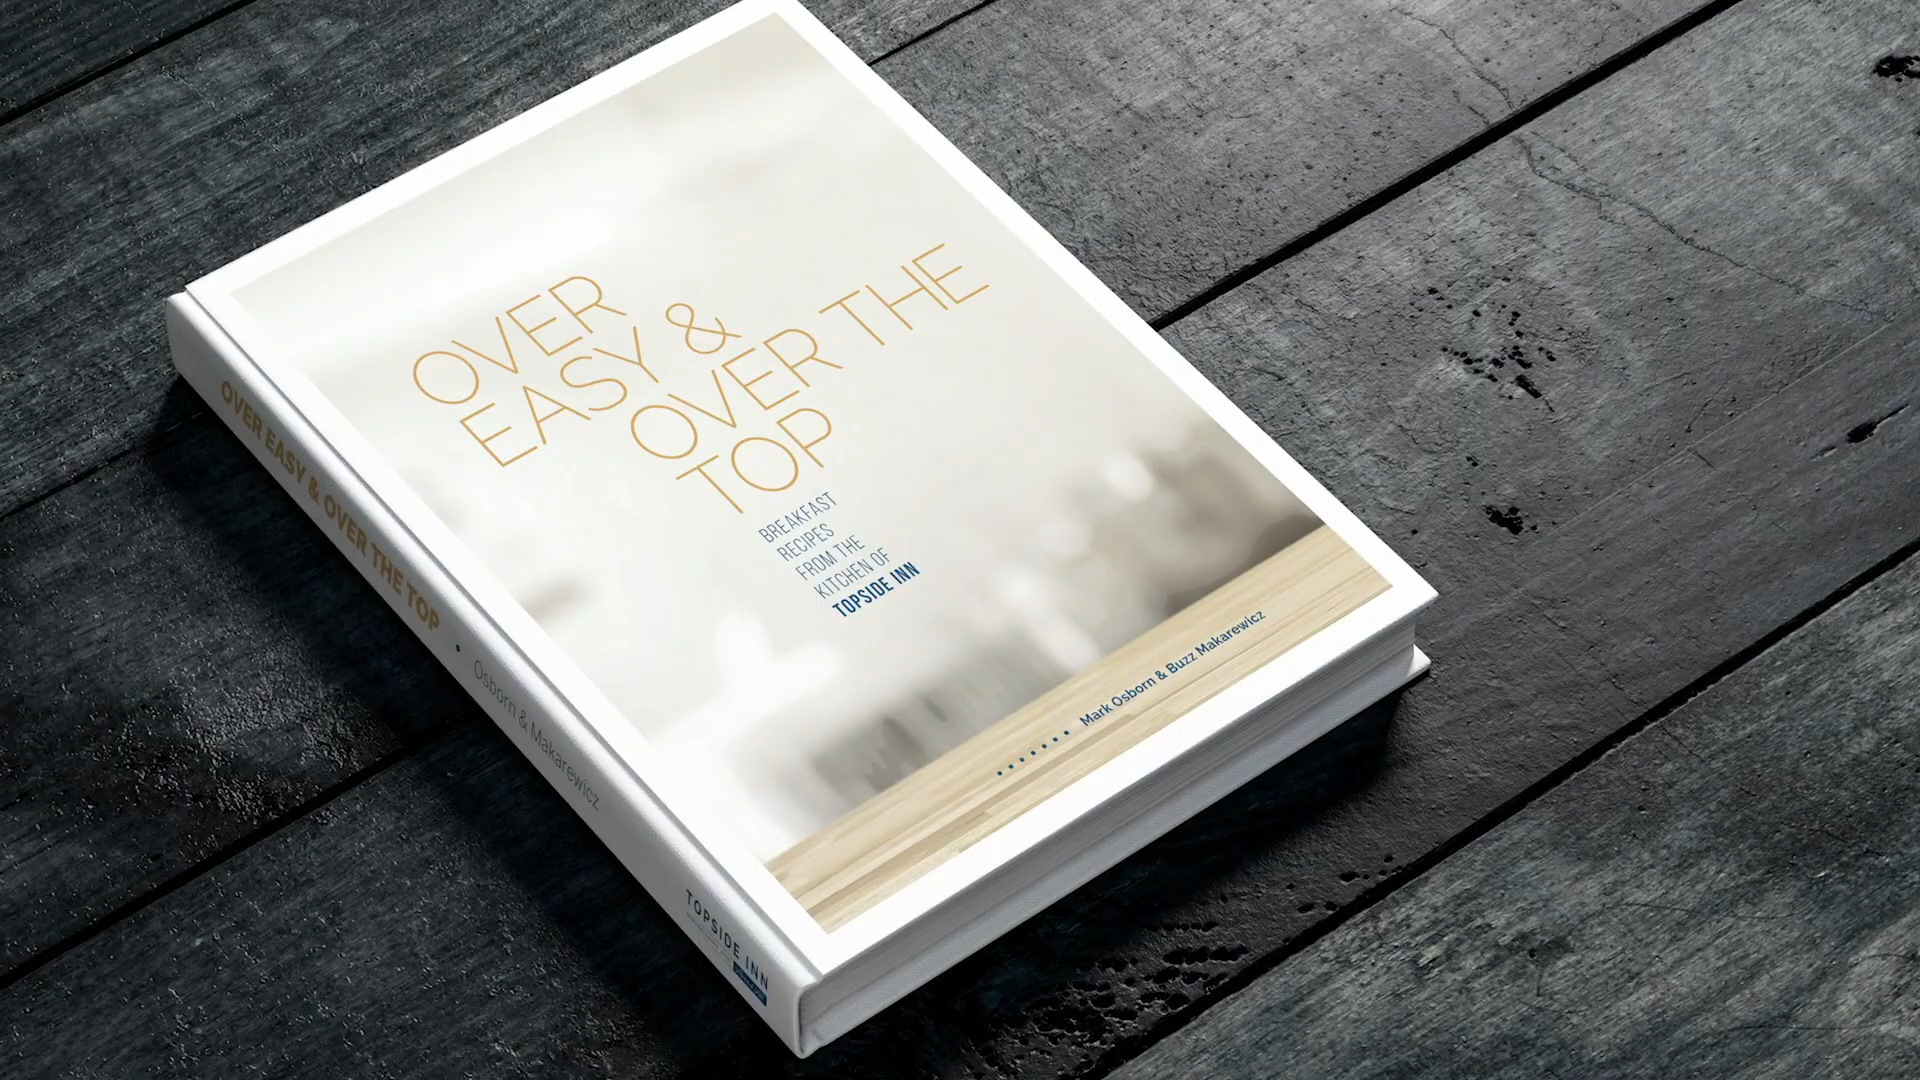 OVER
EASY &
OVER THE
TOP
BREAKFAST
RECIPES
FROM THE
KITCHEN OF
TOPSIDE INN
Mark Osborn & Buzz Makarewicz
OVER EASY & OVER THE TOP • Osborn & Makarewicz
TOPSIDE INN